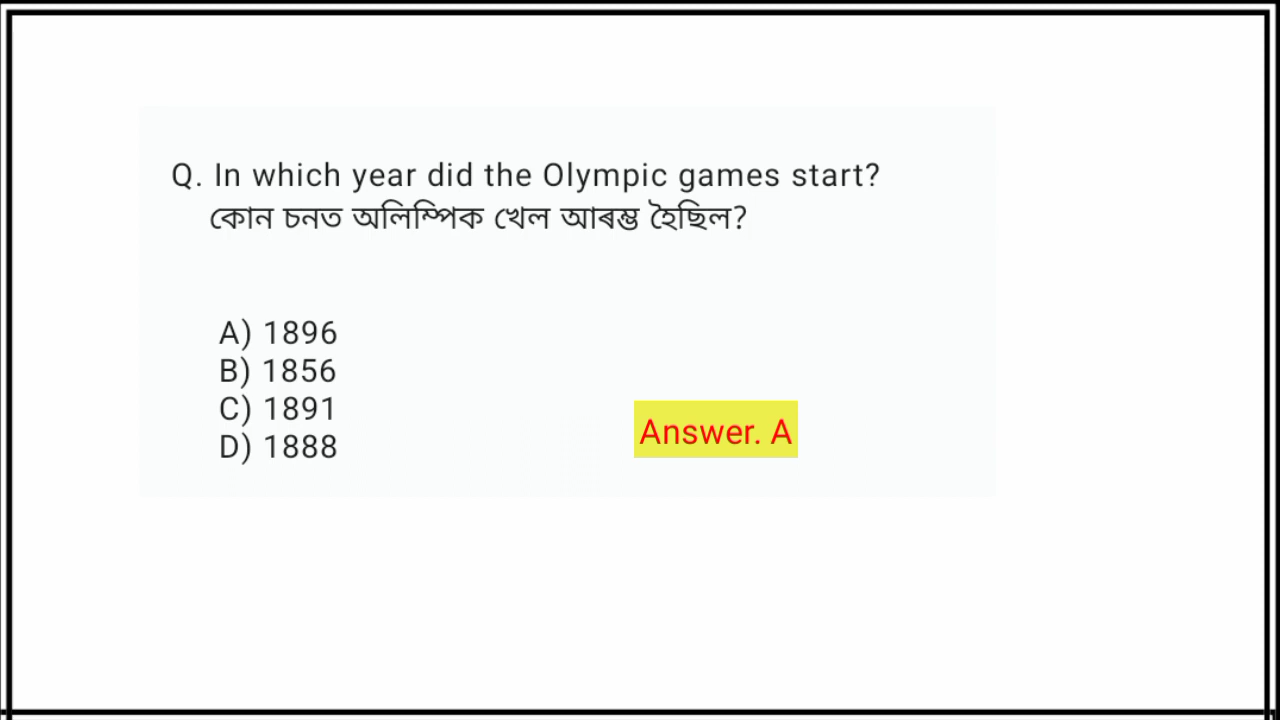 Q. In which year did the Olympic games start?
কোন চনত অলিম্পিক খেল আৰম্ভ হৈছিল?
A) 1896
B) 1856
C) 1891
D) 1888
Answer. A